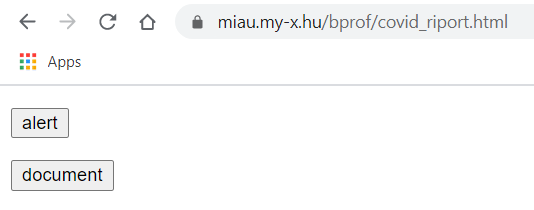 miau.my-x.hu/bprof/covid_riport.html
Apps
alert
document